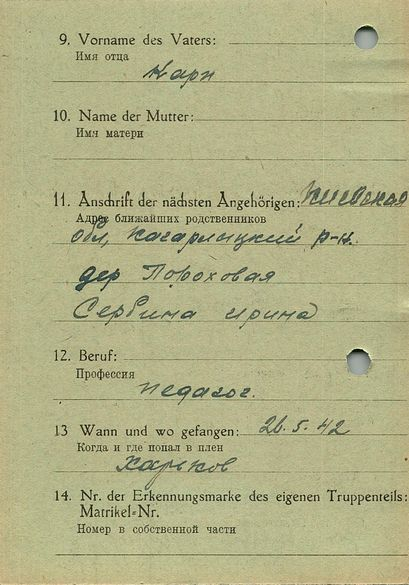 9. Vorname des Vaters:
Имя отца
Карп
10. Name der Mutter:
Имя матери
11. Anschrift der nächsten Angehörigen: Киевская
Адрес ближайших родственников
обл, Кагарлыцкий р-н.
дер Пороховая
Сербина ирина
12. Beruf:
Профессия
педагог.
13 Wann und wo gefangen: 26.5.42
Когда и где попал в плен
Харьков
14. Nr. der Erkennungsmarke des eigenen Truppenteils:
Matrikel-Nr.
Номер в собственной части